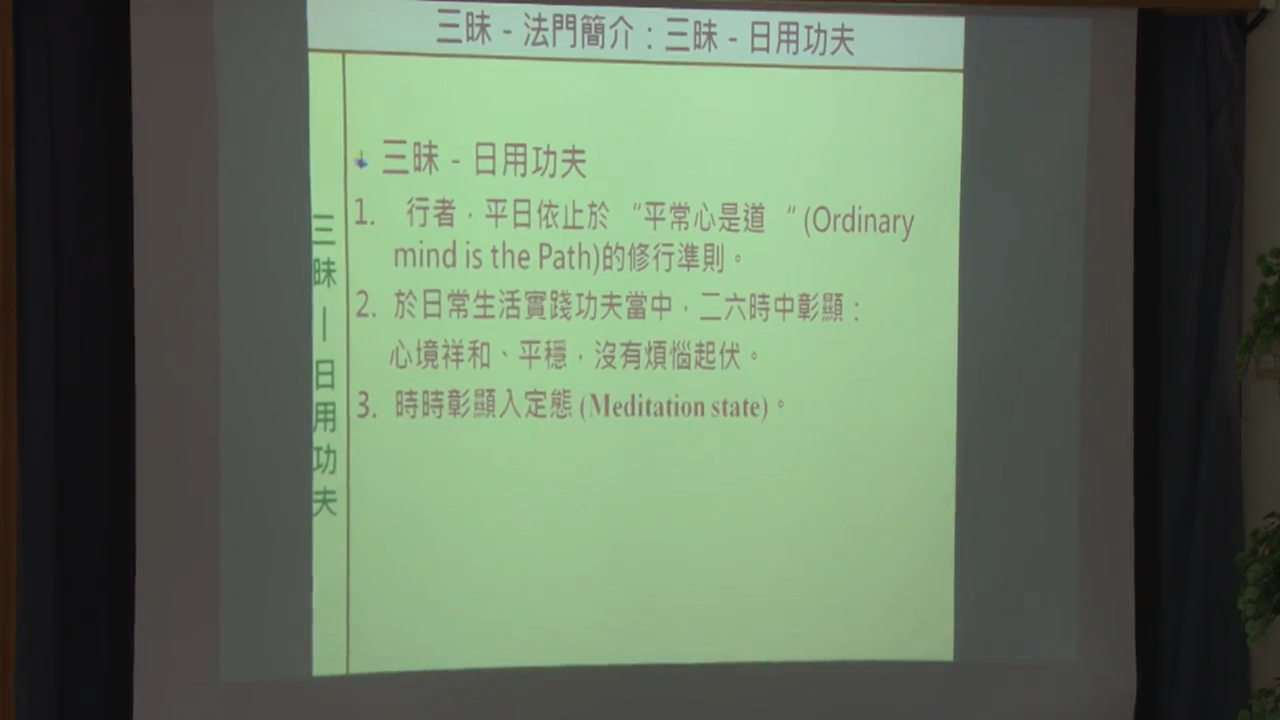 三昧 - 法門簡介：三昧 - 日用功夫
三昧 - 日用功夫
1. 行者，平日依止於 “平常心是道 “ (Ordinary
mind is the Path)的修行準則。
2. 於日常生活實踐功夫當中，二六時中彰顯：
心境祥和、平穩，沒有煩惱起伏。
3. 時時彰顯入定態 (Meditation state)。
三昧—日用功夫